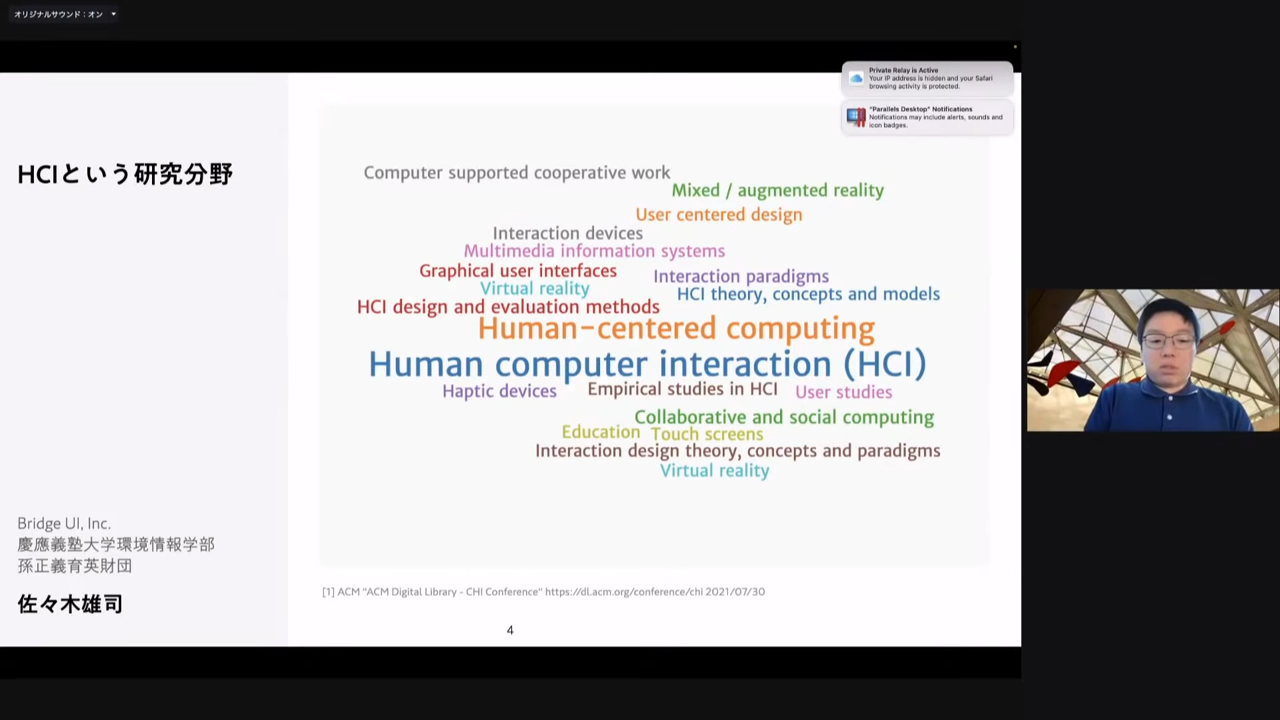 オリジナルサウンド：オン
Private Relay is Active
Your IP address is hidden and your Safari
browsing activity is protected.
"Parallels Desktop" Notifications
Notifications may include alerts, sounds and
icon badges.
HCIという研究分野
Computer supported cooperative work
Mixed / augmented reality
User centered design
Interaction devices
Multimedia information systems
Graphical user interfaces
Interaction paradigms
Virtual reality
HCI theory, concepts and models
HCI design and evaluation methods
Human-centered computing
Human computer interaction (HCI)
Haptic devices
Empirical studies in HCI
User studies
Collaborative and social computing
Education
Touch screens
Interaction design theory, concepts and paradigms
Virtual reality
Bridge UI, Inc.
慶應義塾大学環境情報学部
孫正義育英財団
佐々木雄司
[1] ACM "ACM Digital Library - CHI Conference" https://dl.acm.org/conference/chi 2021/07/30
4